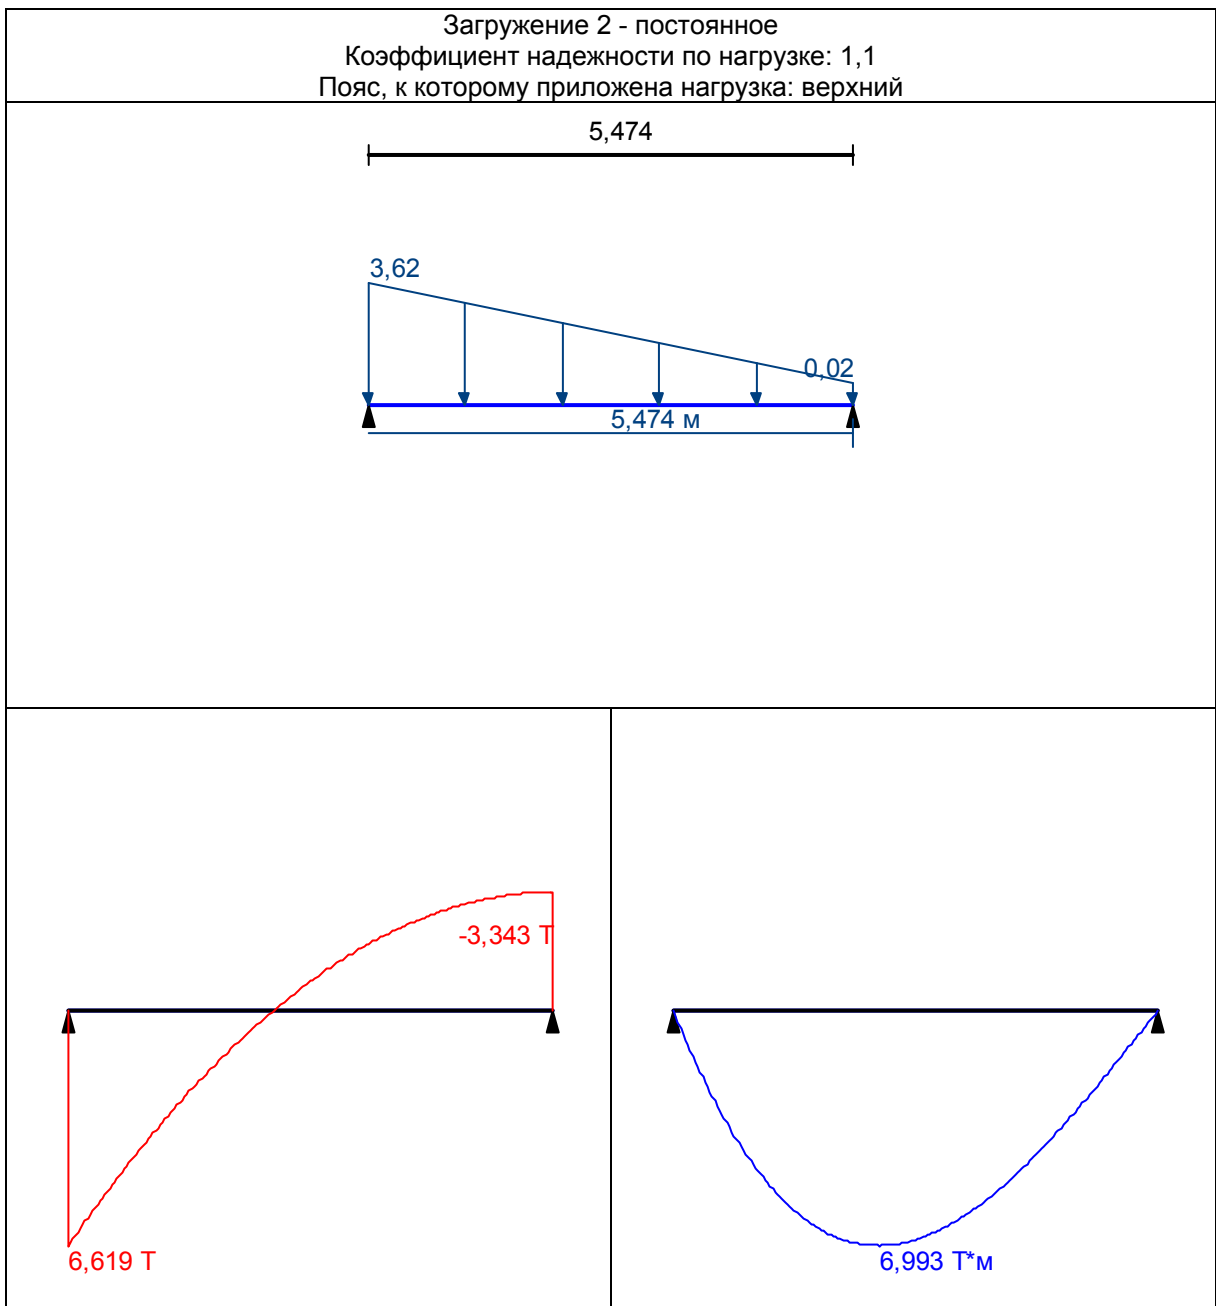 Загружение 2 - постоянное
Коэффициент надежности по нагрузке: 1,1
Пояс, к которому приложена нагрузка: верхний
5,474
3,62
0,02
5,474 м
-3,343 Т
6,619 Т
6,993 Т*м